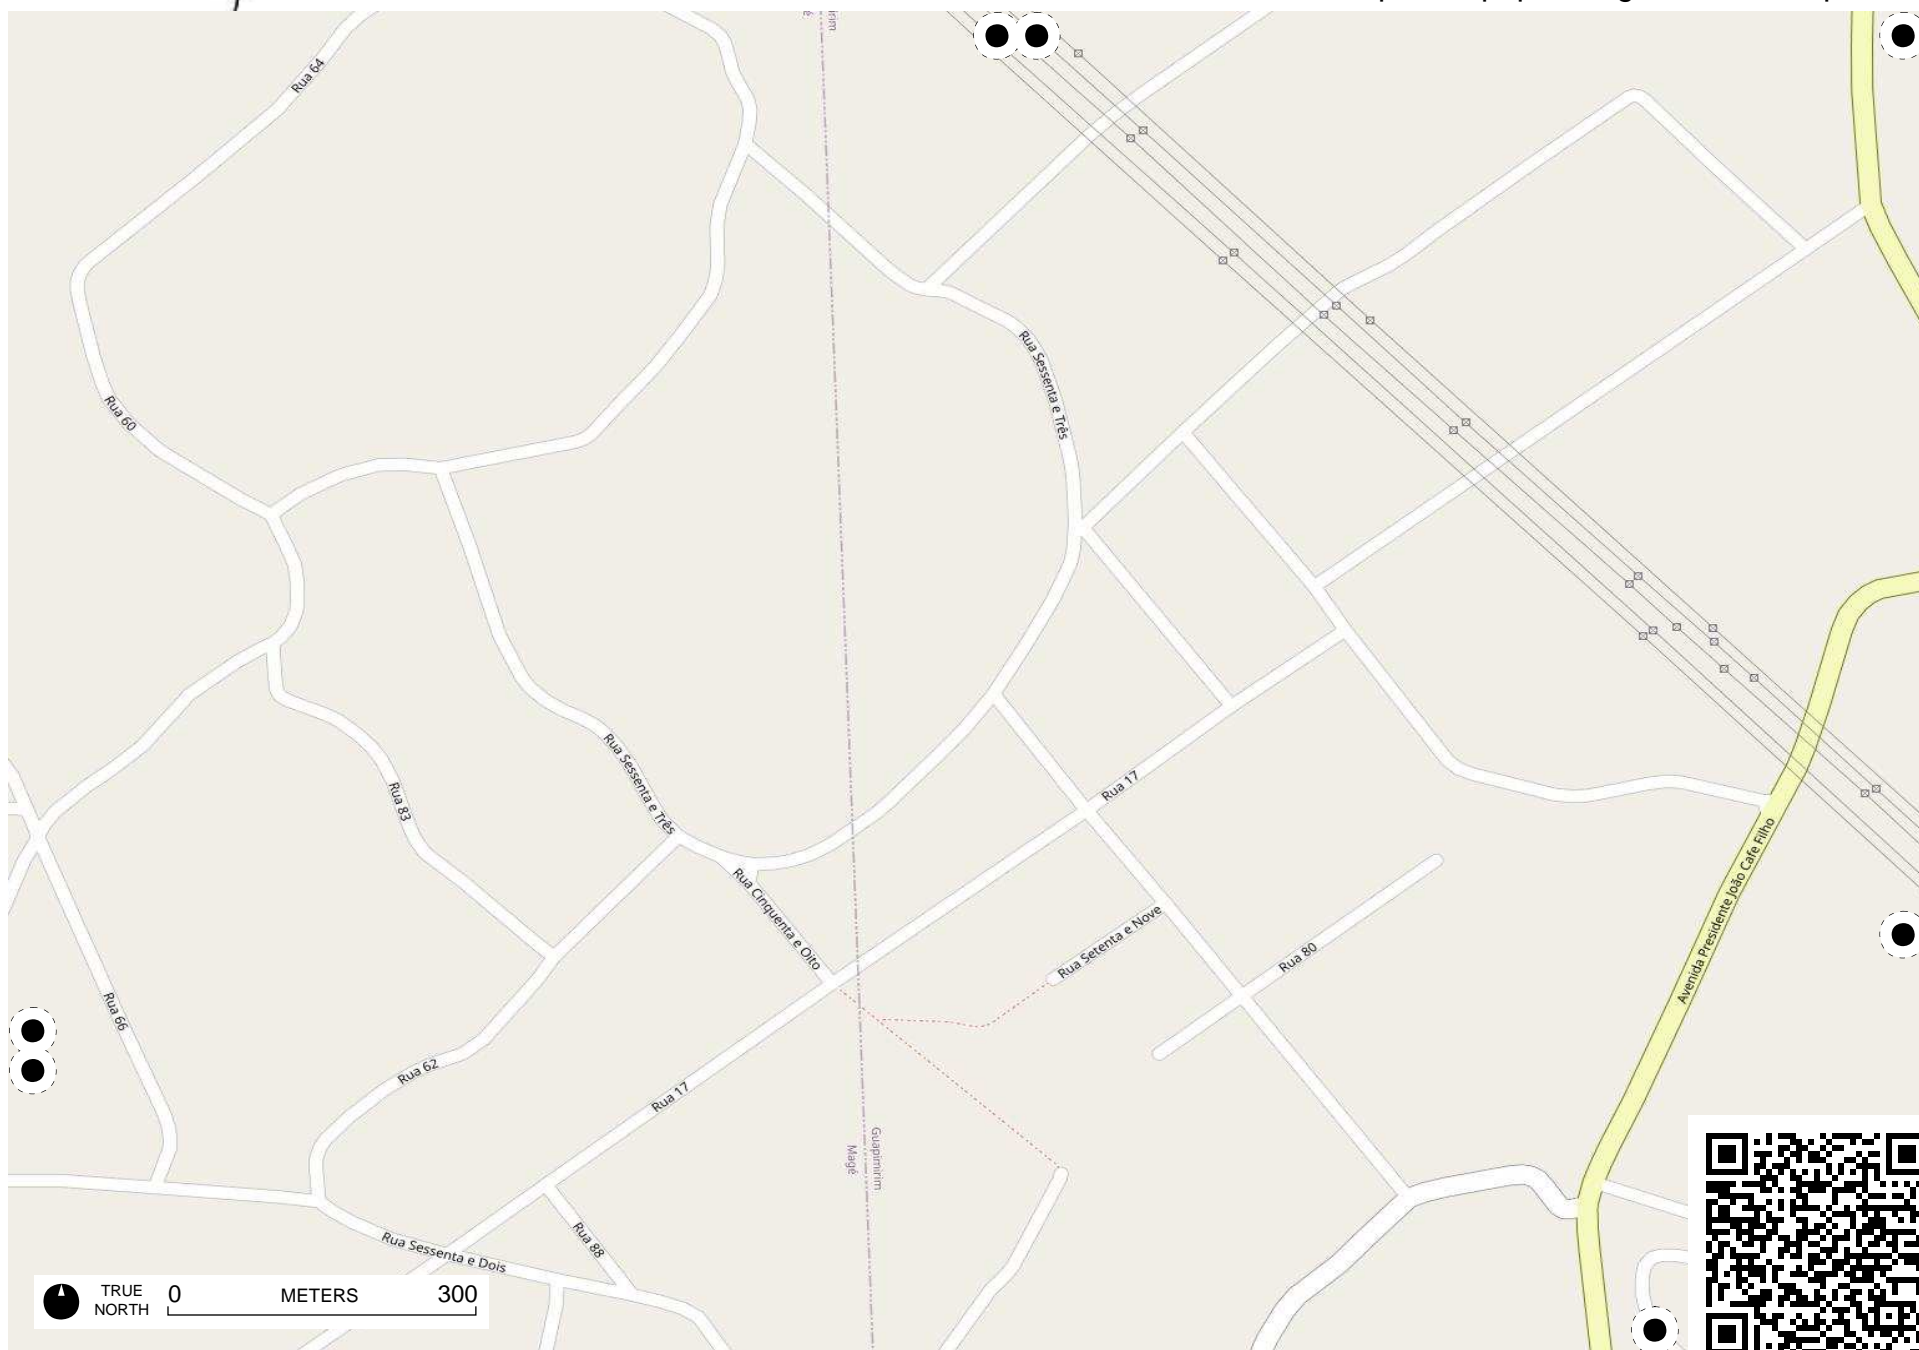 Rua 64
Rua Sessenta e Três
Rua 60
Rua Sessenta e Três
Rua 83
Rua 17
Avenida Presidente João Cafe Filho
Rua Cinquenta e Oito
Rua Setenta e Nove
Rua 80
Rua 66
Rua 62
Rua 17
Guapimirim
Magé
Rua 88
Rua Sessenta e Dois
TRUE NORTH
0 METERS 300